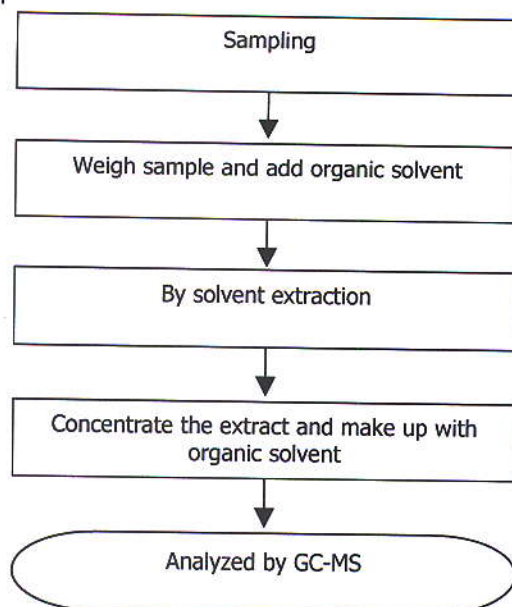 Sampling
Weigh sample and add organic solvent
By solvent extraction
Concentrate the extract and make up with
organic solvent
Analyzed by GC-MS